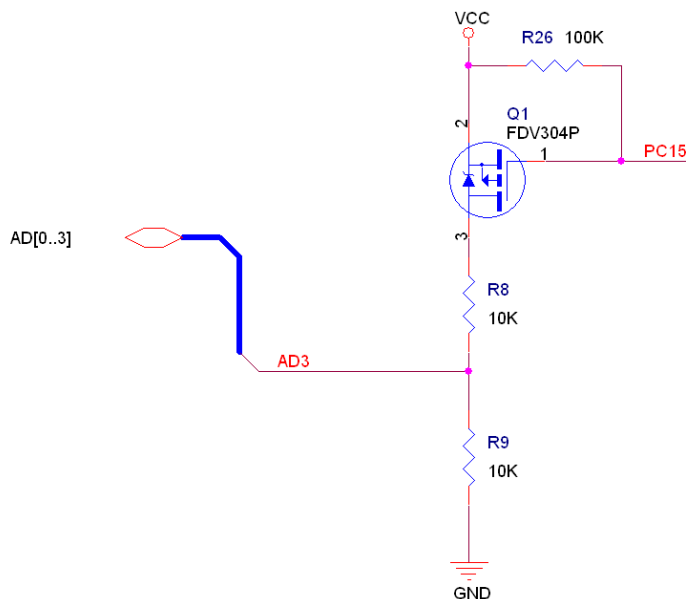 VCC
R26 100K
Q1
FDV304P
2
1
PC15
3
AD[0..3]
R8
10K
AD3
R9
10K
GND